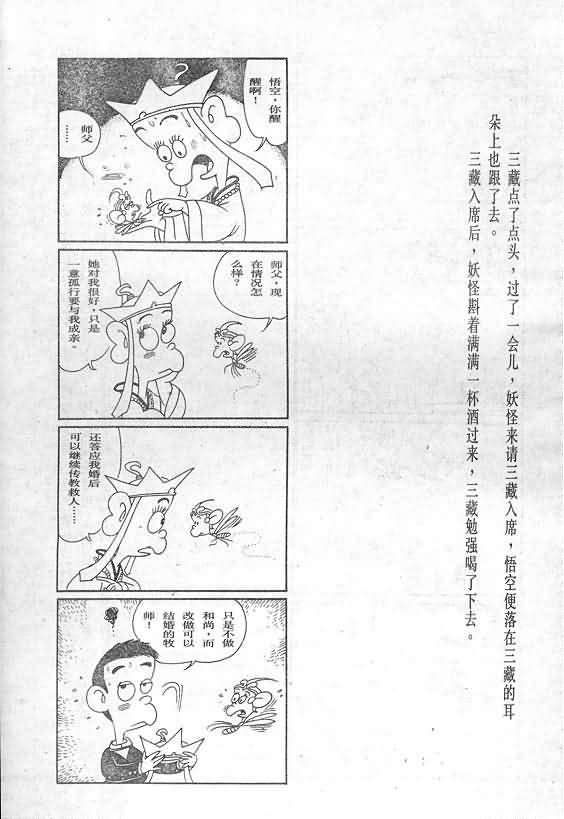 三藏点了点头，过了一会儿，妖怪来请三藏入席，悟空便落在三藏的耳
朵上也跟了去。
三藏入席后，妖怪斟着满满一杯酒过来，三藏勉强喝了下去。
悟空，你醒
醒啊！
师父
……
师父，现
在情况怎
么样？
她对我很好，只是
一意孤行要与我成亲。
还答应我婚后
可以继续传教救人……
只是不做
和尚，而
改做可以
结婚的牧
师！